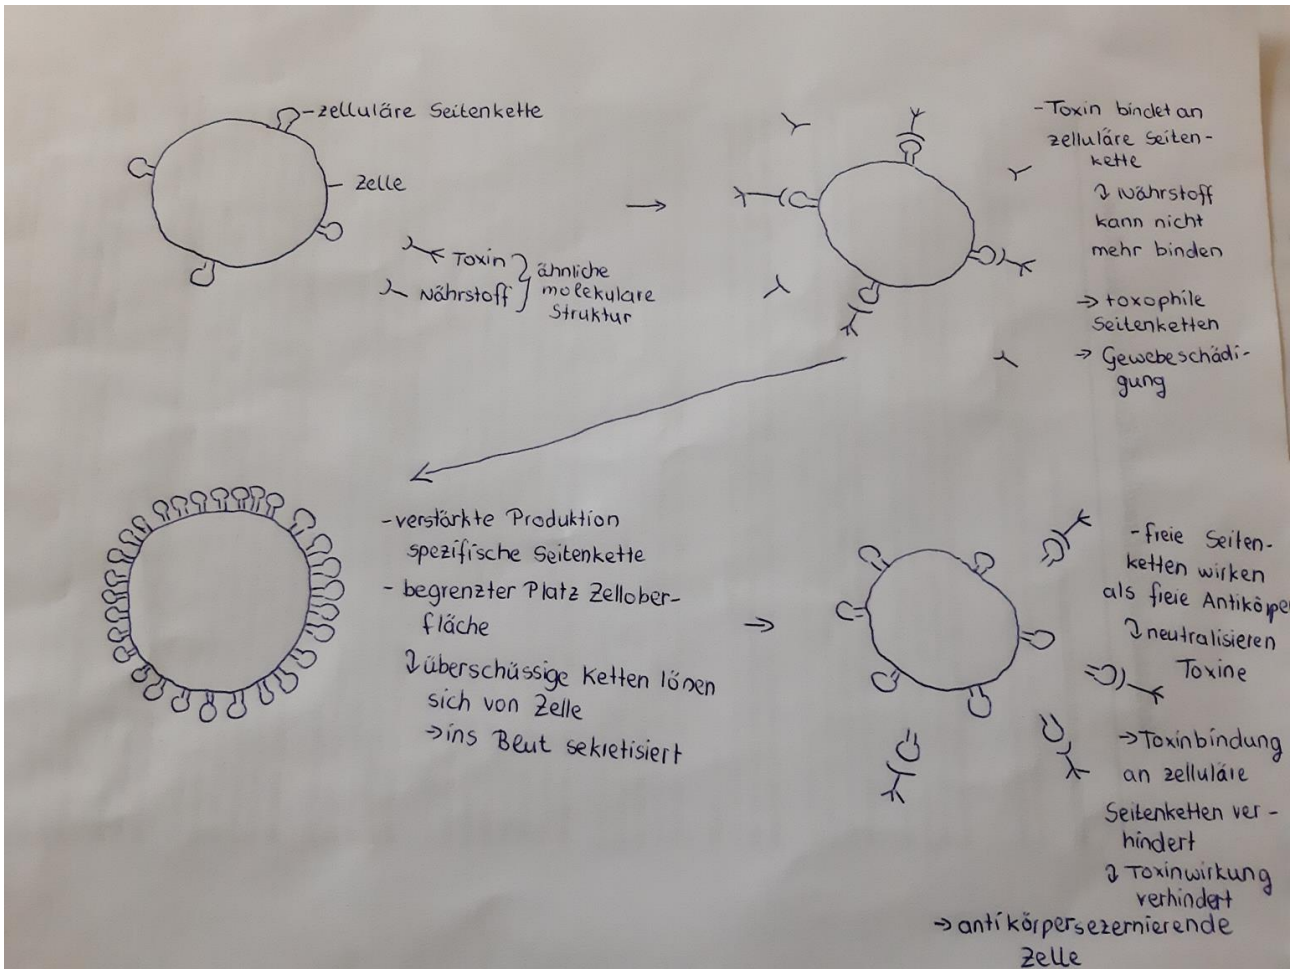 -zelluläre Seitenkette
Zelle
Toxin
Nährstoff
ähnliche
molekulare
Struktur
→
-Toxin bindet an
zelluläre Seiten-
kette
↴ Nährstoff
kann nicht
mehr binden
→ toxophile
Seitenketten
→ Gewebeschädi-
gung
-verstärkte Produktion
spezifische Seitenkette
- begrenzter Platz Zellober-
fläche
↴ überschüssige Ketten lösen
sich von Zelle
→ ins Blut sekretisiert
→
-freie Seiten-
ketten wirken
als freie Antikörpe
↴ neutralisieren
Toxine
→ Toxinbindung
an zelluläre
Seitenketten ver-
hindert
↴ Toxinwirkung
verhindert
→ antikörpersezernierende
Zelle